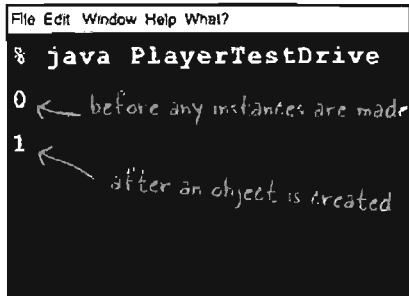 File Edit Window Help What?
% java PlayerTestDrive
0 before any instances are made
1
after an object is created